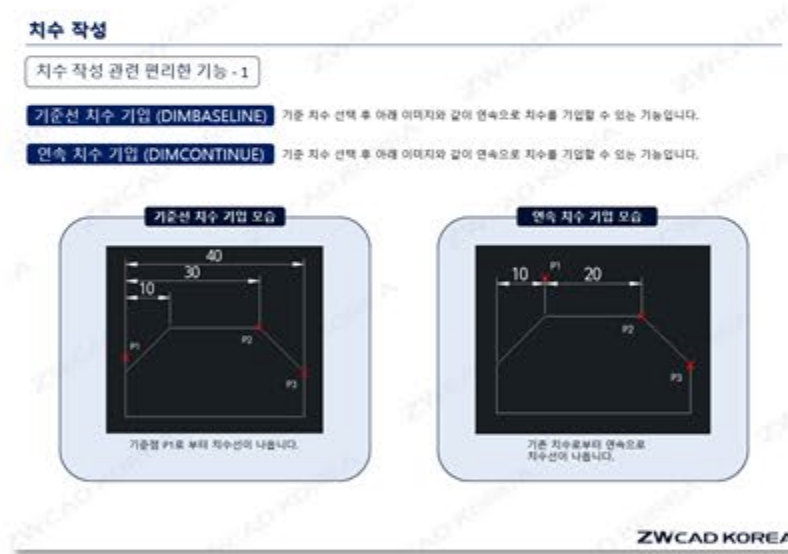 치수 작성
치수 작성 관련 편리한 기능 - 1
기준선 치수 기입 (DIMBASELINE) 기준 치수 선택 후 아래 이미지와 같이 연속으로 치수를 기입할 수 있는 기능입니다.
연속 치수 기입 (DIMCONTINUE) 기준 치수 선택 후 아래 이미지와 같이 연속으로 치수를 기입할 수 있는 기능입니다.
기준선 치수 기입 모습
40
30
10
P1
P2
P3
기준점 P1로 부터 치수선이 나옵니다.
연속 치수 기입 모습
10
P1
20
P2
P3
기존 치수로부터 연속으로
치수선이 나옵니다.
ZWCAD KOREA